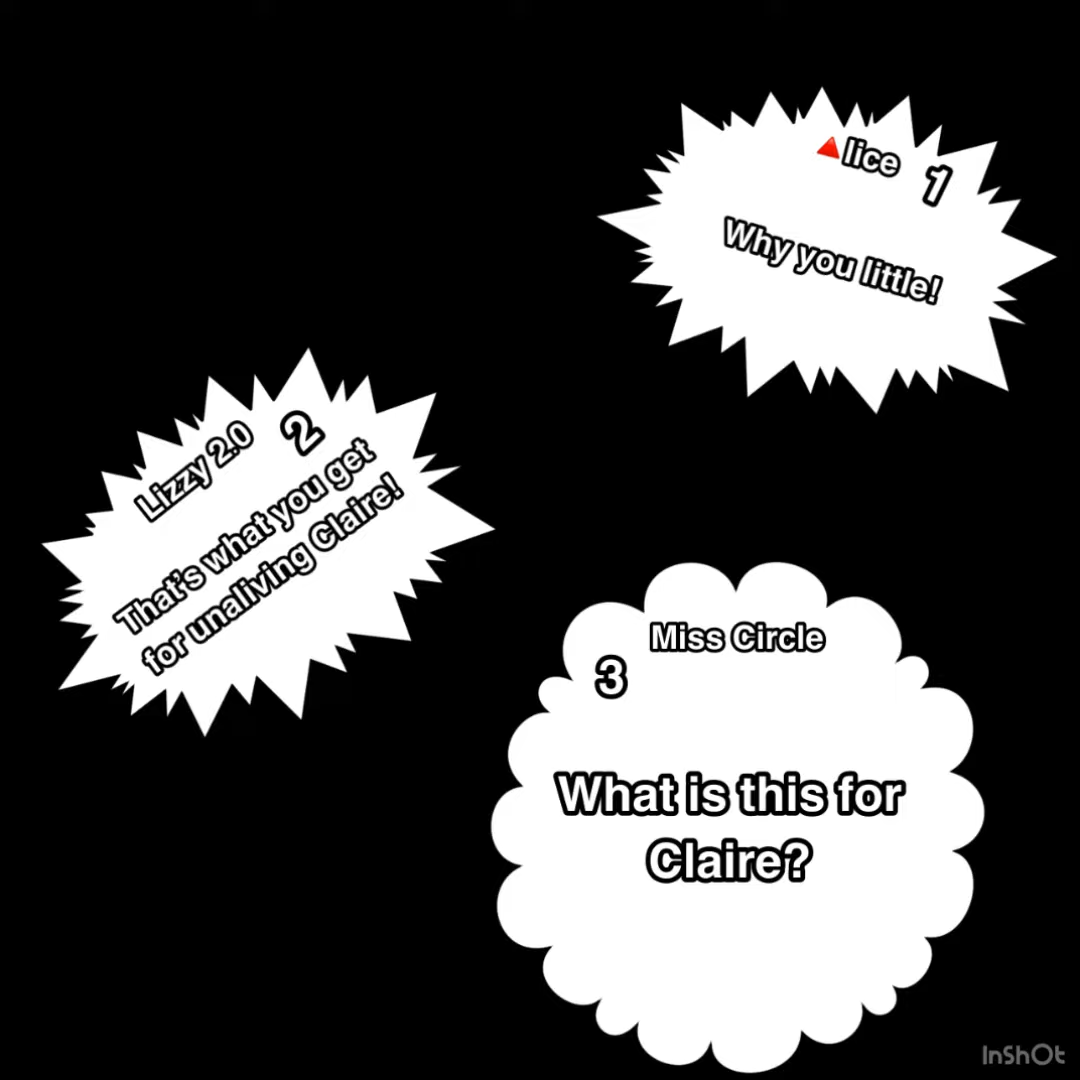 🔺lice 1
Why you little!
Lizzy 2.0 2
That's what you get
for unaliving Claire!
Miss Circle
3
What is this for
Claire?
InShOt